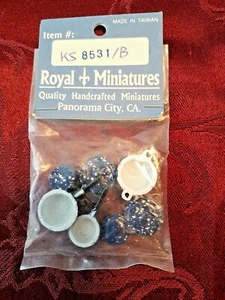 MADE IN TAIWAN
Item #:
KS 8531/B
Royal Miniatures
Quality Handcrafted Miniatures
Panorama City, CA.